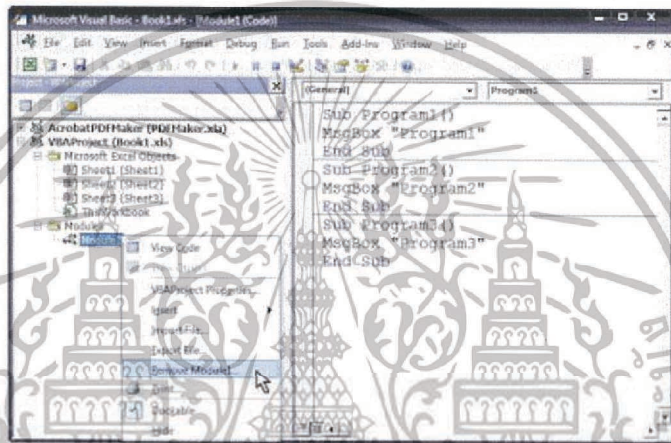 Microsoft Visual Basic - Book1.xls - [Module1 (Code)]
File Edit View Insert Format Debug Run Tools Add-Ins Window Help
Project - VBAProject
AcrobatPDFMaker (PDFMaker.xla)
VBAProject (Book1.xls)
Microsoft Excel Objects
Sheet1 (Sheet1)
Sheet2 (Sheet2)
Sheet3 (Sheet3)
ThisWorkbook
Modules
View Code
VBAProject Properties...
Insert
Import File...
Export File...
Remove Module1...
Print...
Dockable
Hide
(General)
Program1
Sub Program1()
MsgBox "Program1"
End Sub
Sub Program2()
MsgBox "Program2"
End Sub
Sub Program3()
MsgBox "Program3"
End Sub